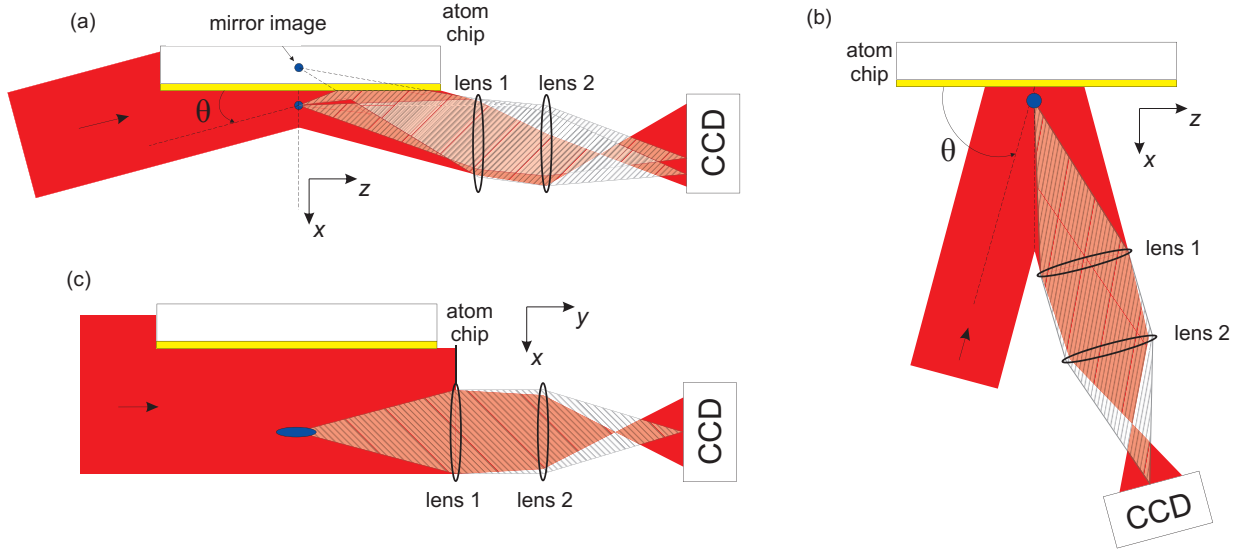 (a)
mirror image
atom
chip
lens 1
lens 2
θ
CCD
z
x
(b)
atom
chip
θ
z
x
lens 1
lens 2
CCD
(c)
atom
chip
y
x
lens 1
lens 2
CCD